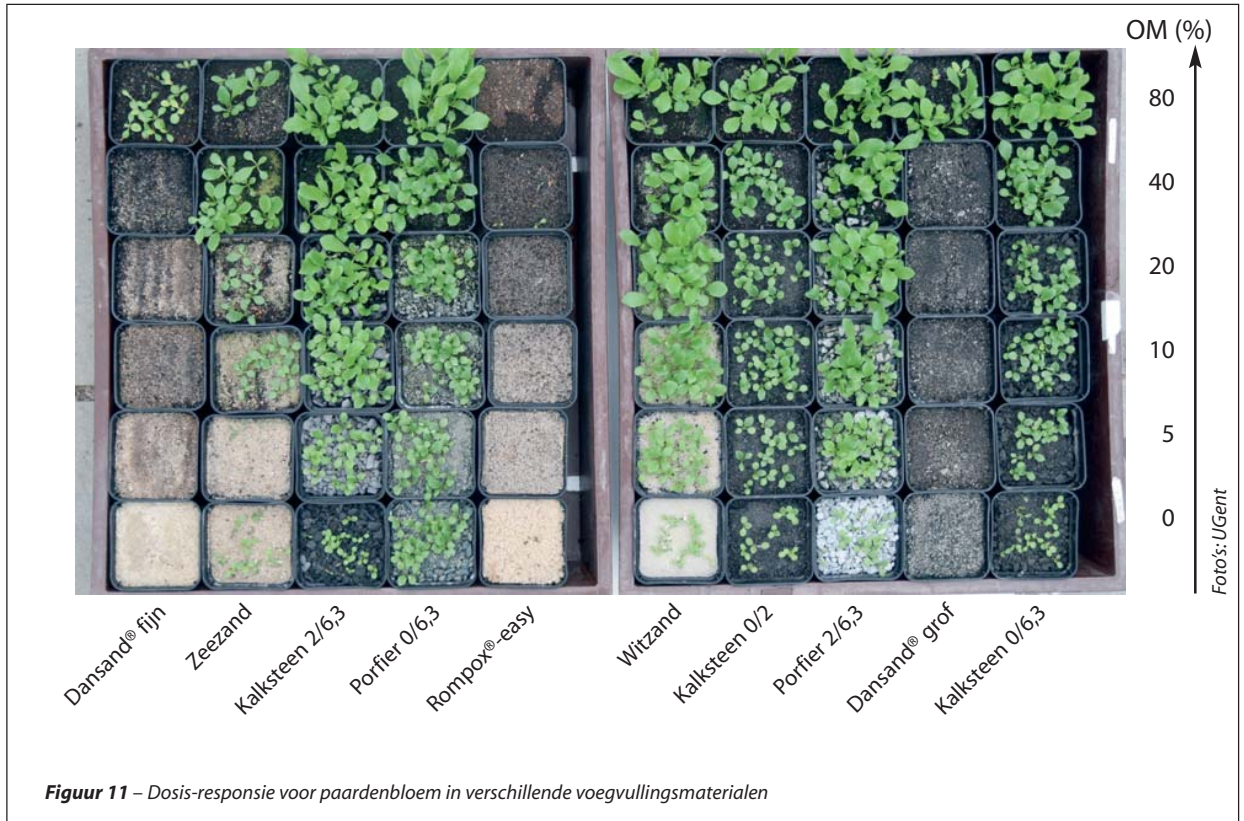 OM (%)
80
40
20
10
5
0
Foto's: UGent
Dansand® fijn
Zeezand
Kalksteen 2/6,3
Porfier 0/6,3
Rompox®-easy
Witzand
Kalksteen 0/2
Porfier 2/6,3
Dansand® grof
Kalksteen 0/6,3
Figuur 11 – Dosis-responsie voor paardenbloem in verschillende voegvullingsmaterialen